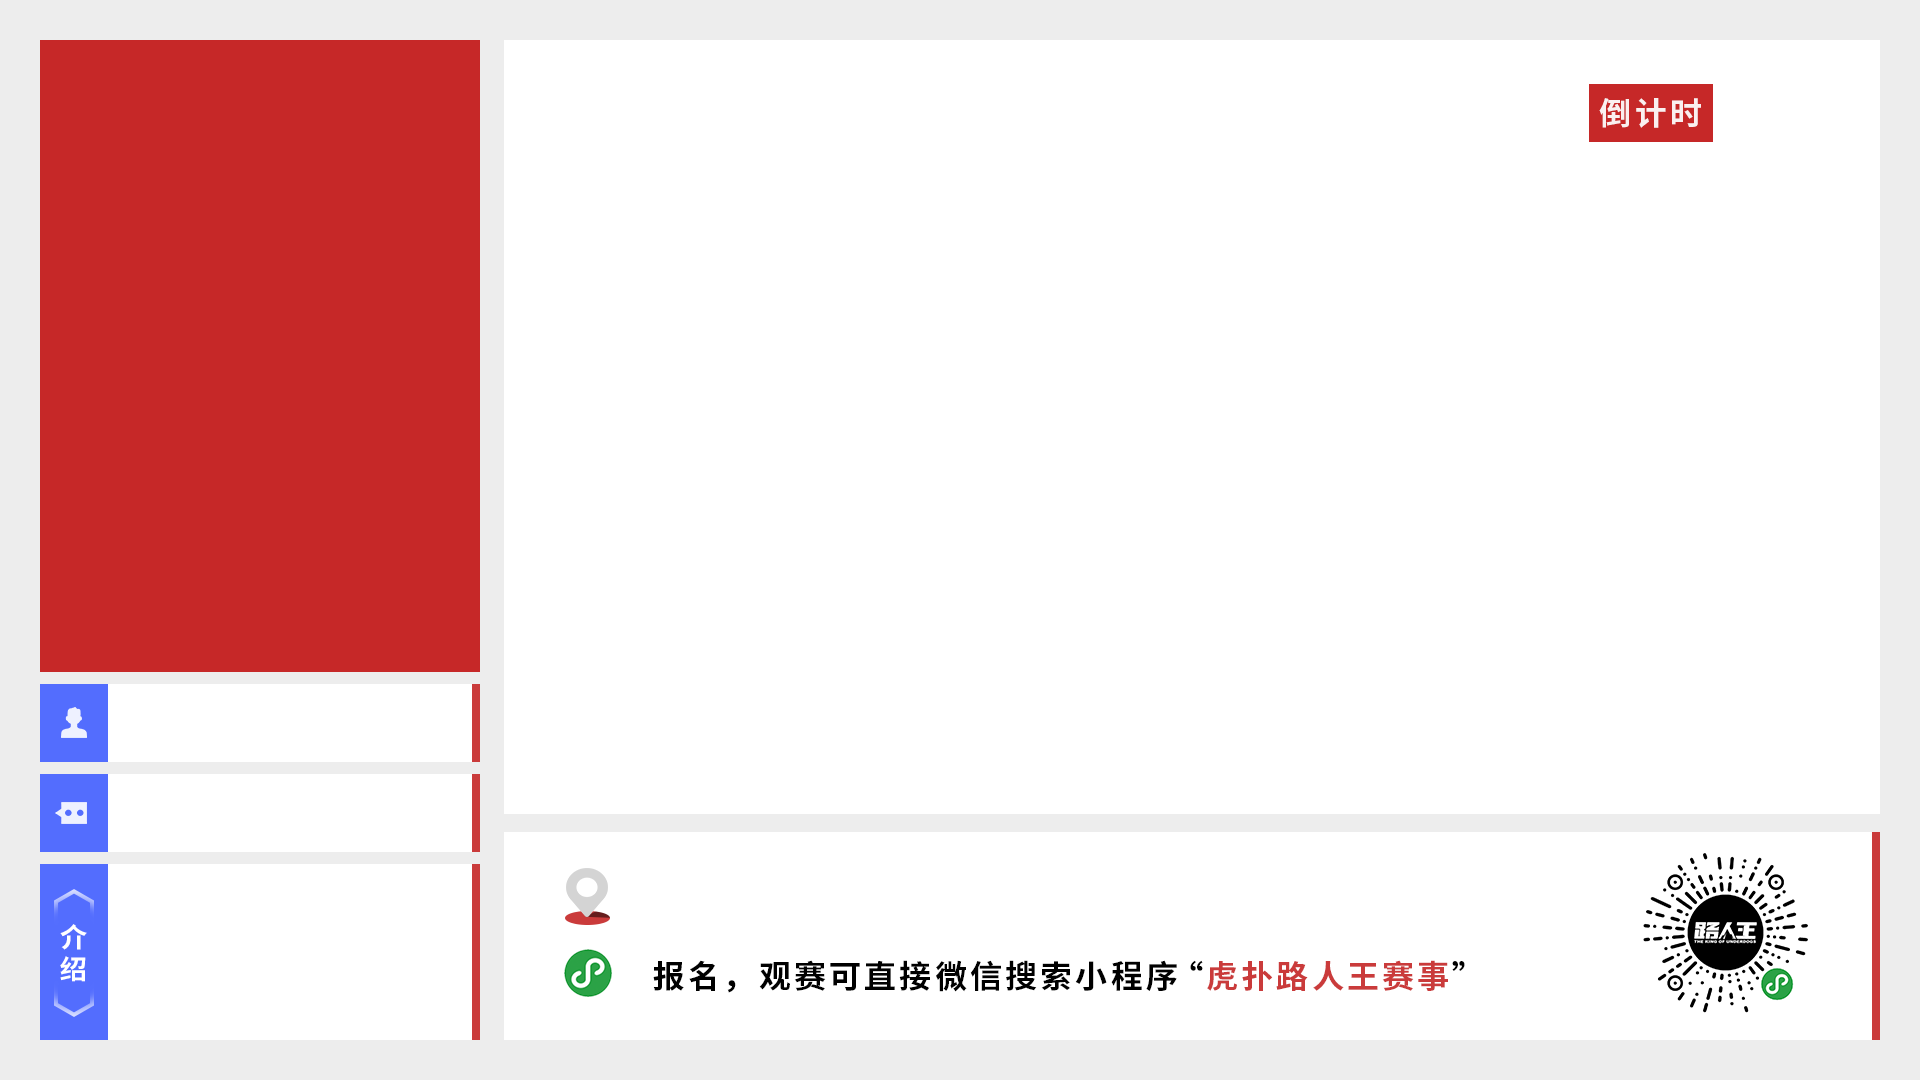 倒计时
介
绍
报名，观赛可直接微信搜索小程序“虎扑路人王赛事”
路人王
THE KING OF UNDERDOGS